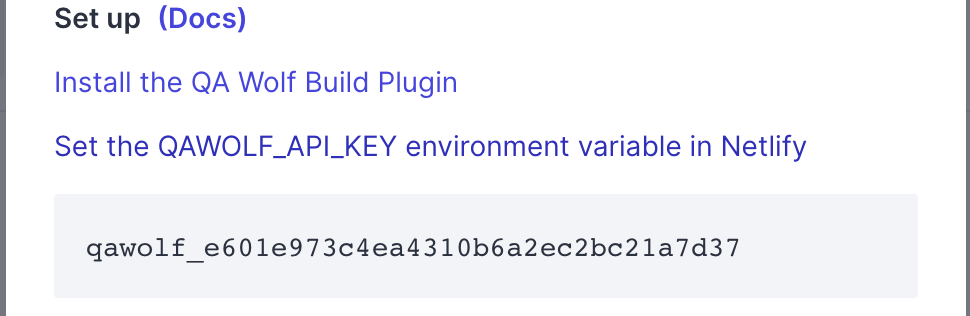 Set up (Docs)
Install the QA Wolf Build Plugin
Set the QAWOLF_API_KEY environment variable in Netlify
qawolf_e601e973c4ea4310b6a2ec2bc21a7d37